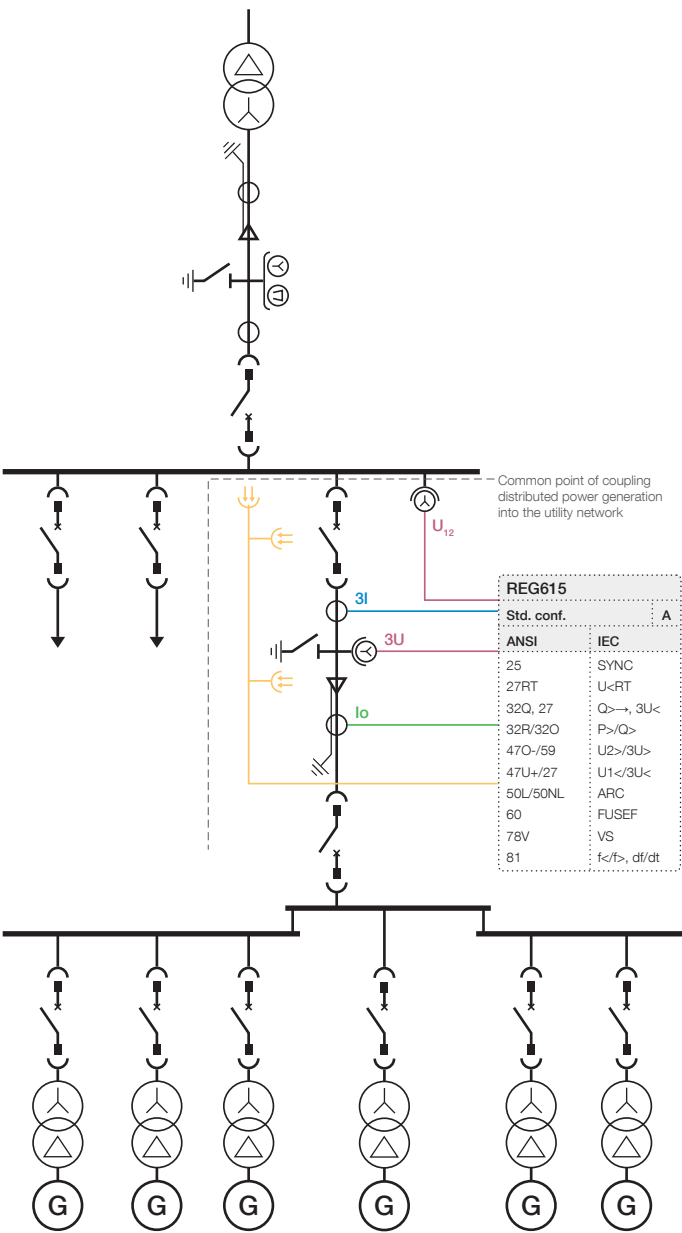 Common point of coupling
distributed power generation
into the utility network
U12
REG615
3I
Std. conf. A
ANSI IEC
3U
25 SYNC
27RT U<RT
32Q, 27 Q>→, 3U<
Io
32R/32O P>/Q>
47O-/59 U2>/3U>
47U+/27 U1</3U<
50L/50NL ARC
60 FUSEF
78V VS
81 f</f>, df/dt
G G G G G G